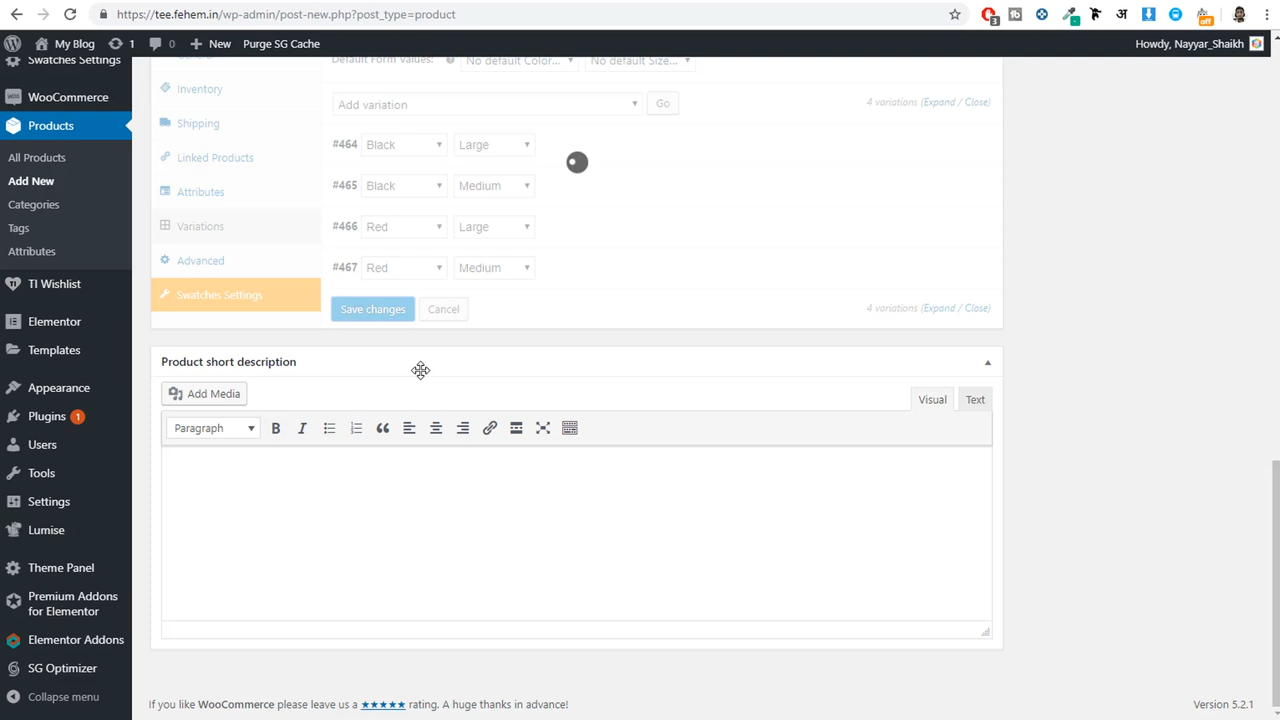 https://tee.fehem.in/wp-admin/post-new.php?post_type=product
3
अ
off
My Blog
1
0
New
Purge SG Cache
Howdy, Nayyar_Shaikh
Swatches Settings
WooCommerce
Products
All Products
Add New
Categories
Tags
Attributes
TI Wishlist
Elementor
Templates
Appearance
Plugins 1
Users
Tools
Settings
Lumise
Theme Panel
Premium Addons
for Elementor
Elementor Addons
SG Optimizer
Collapse menu
General
Inventory
Shipping
Linked Products
Attributes
Variations
Advanced
Swatches Settings
Default Form Values: No default Color... No default Size...
Add variation Go 4 variations (Expand / Close)
#464 Black Large
#465 Black Medium
#466 Red Large
#467 Red Medium
Save changes Cancel 4 variations (Expand / Close)
Product short description
Add Media
Visual Text
Paragraph B I
If you like WooCommerce please leave us a ★★★★★ rating. A huge thanks in advance!
Version 5.2.1